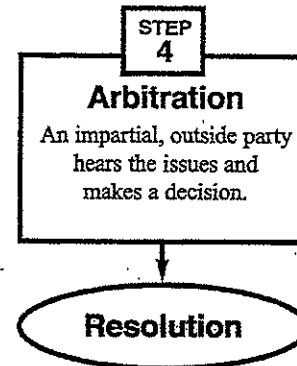 STEP
4
Arbitration
An impartial, outside party
hears the issues and
makes a decision.
Resolution